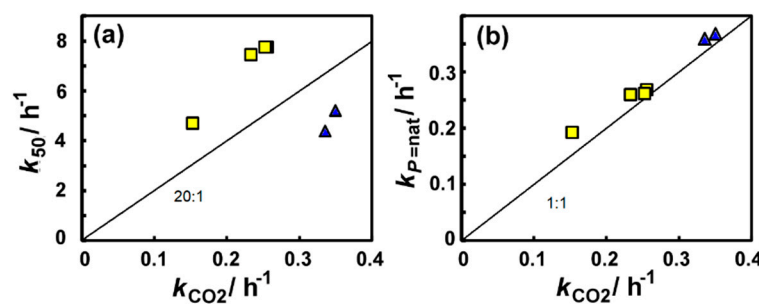 (a)
8
6
4
2
0
k50/ h-1
20:1
0 0.1 0.2 0.3 0.4
kCO2/ h-1
(b)
0.3
0.2
0.1
0
kP=nat/ h-1
1:1
0.1 0.2 0.3 0.4
kCO2/ h-1